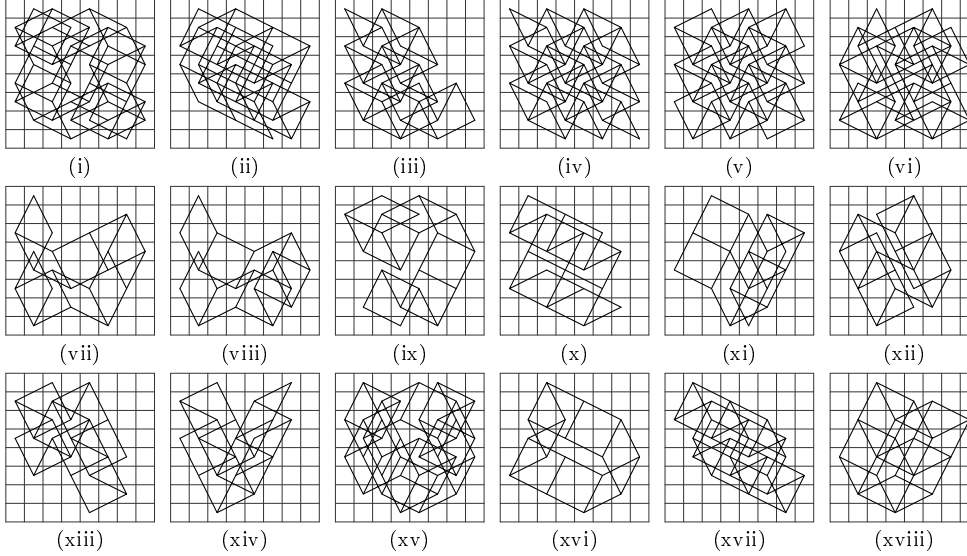 (i) (ii) (iii) (iv) (v) (vi)
(vii) (viii) (ix) (x) (xi) (xii)
(xiii) (xiv) (xv) (xvi) (xvii) (xviii)